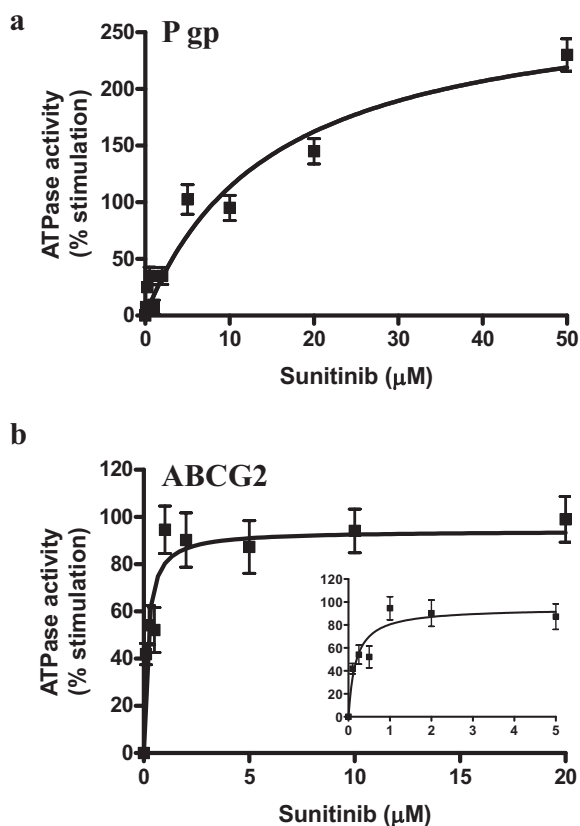 a
P gp
ATPase activity
(% stimulation)
250
200
150
100
50
0
0 10 20 30 40 50
Sunitinib (μM)
b
ABCG2
ATPase activity
(% stimulation)
120
100
80
60
40
20
0
0 5 10 15 20
120
100
80
60
40
20
0
0 1 2 3 4 5
Sunitinib (μM)